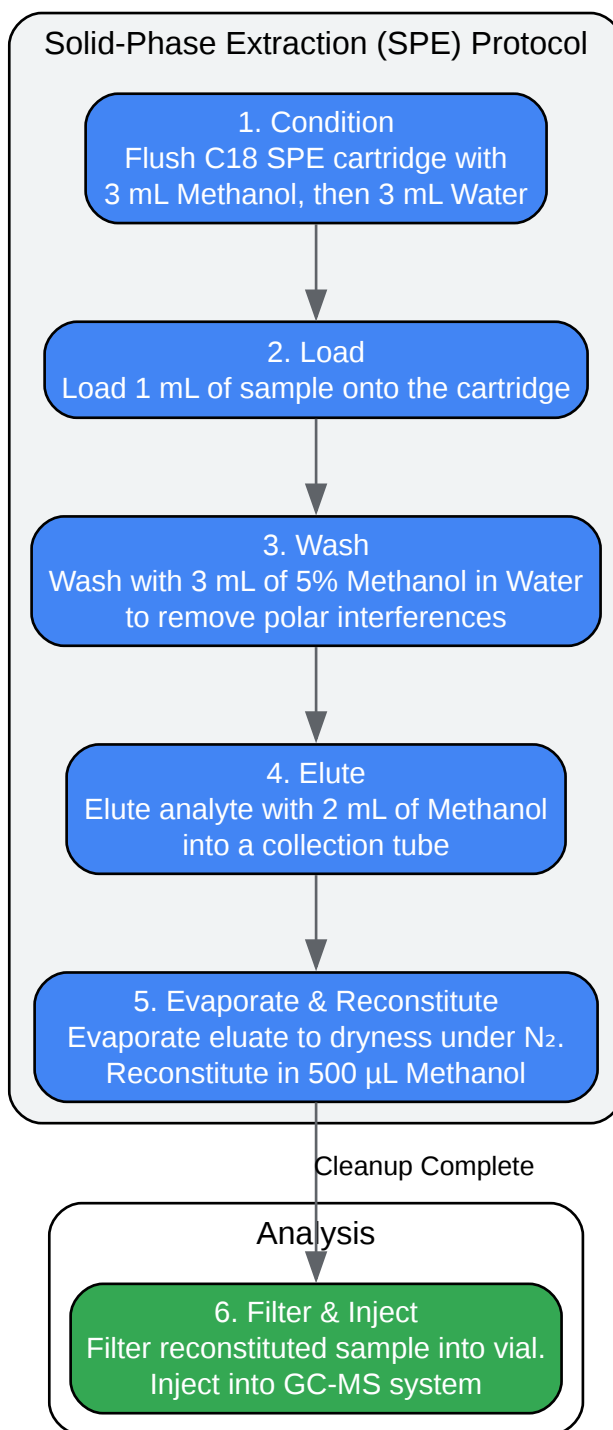 Solid-Phase Extraction (SPE) Protocol
1. Condition
Flush C18 SPE cartridge with
3 mL Methanol, then 3 mL Water
2. Load
Load 1 mL of sample onto the cartridge
3. Wash
Wash with 3 mL of 5% Methanol in Water
to remove polar interferences
4. Elute
Elute analyte with 2 mL of Methanol
into a collection tube
5. Evaporate & Reconstitute
Evaporate eluate to dryness under N₂.
Reconstitute in 500 µL Methanol
Cleanup Complete
Analysis
6. Filter & Inject
Filter reconstituted sample into vial.
Inject into GC-MS system